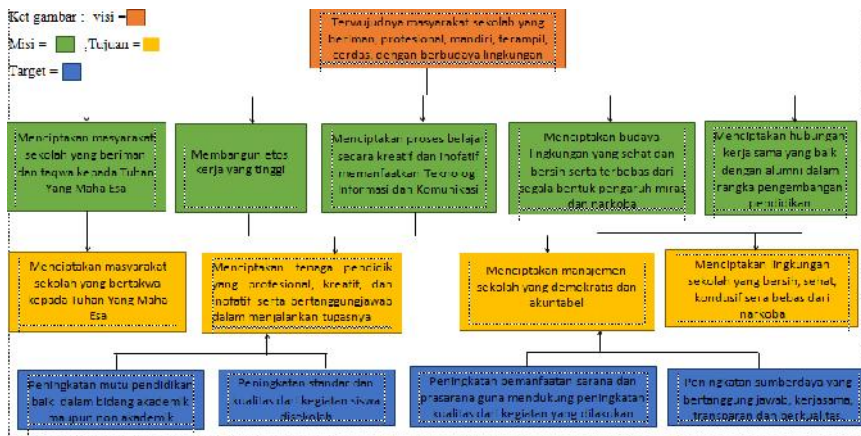 Ket gambar : visi =
Misi = , Tujuan =
Target =
Terwujudnya masyarakat sekolah yang
beriman, profesional, mandiri, terampil,
cerdas, dengan berbudaya lingkungan
Menciptakan masyarakat
sekolah yang beriman
dan taqwa kepada Tuhan
Yang Maha Esa
Membangun etos
kerja yang tinggi
Menciptakan proses belajar
secara kreatif dan inofatif
memanfaatkan Teknologi
Informasi dan Komunikasi
Menciptakan budaya
lingkungan yang sehat dan
bersih serta terbebas dari
segala bentuk pengaruh miras
dan narkoba
Menciptakan hubungan
kerja sama yang baik
dengan alumni dalam
rangka pengembangan
pendidikan
Menciptakan masyarakat
sekolah yang bertakwa
kepada Tuhan Yang Maha
Esa
Menciptakan tenaga pendidik
yang profesional, kreatif, dan
inofatif serta bertanggungjawab
dalam menjalankan tugasnya
Menciptakan manajemen
sekolah yang demokratis dan
akuntabel
Menciptakan lingkungan
sekolah yang bersih, sehat,
kondusif serta bebas dari
narkoba
Peningkatan mutu pendidikan
baik dalam bidang akademik
maupun non akademik
Peningkatan standar dan
kualitas dari kegiatan siswa
disekolah
Peningkatan pemanfaatan sarana dan
prasarana guna mendukung peningkatan
kualitas dari kegiatan yang dilakukan
Peningkatan sumberdaya yang
bertanggung jawab, kerjasama,
transparan dan berkualitas